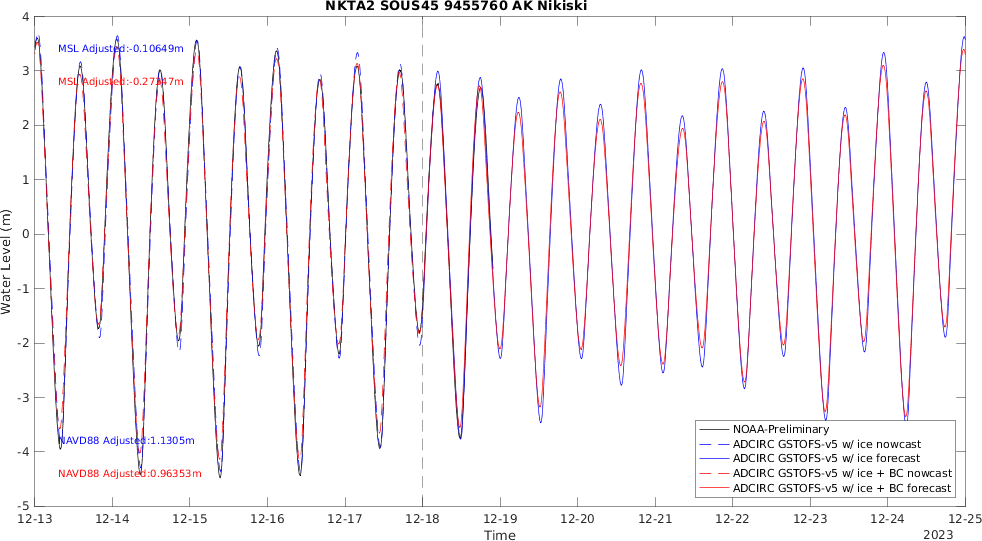 NKTA2 SOUS45 9455760 AK Nikiski
4
3
2
1
0
-1
-2
-3
-4
-5
Water Level (m)
MSL Adjusted:-0.10649m
MSL Adjusted:-0.27347m
NAVD88 Adjusted:1.1305m
NAVD88 Adjusted:0.96353m
NOAA-Preliminary
ADCIRC GSTOFS-v5 w/ ice nowcast
ADCIRC GSTOFS-v5 w/ ice forecast
ADCIRC GSTOFS-v5 w/ ice + BC nowcast
ADCIRC GSTOFS-v5 w/ ice + BC forecast
12-13 12-14 12-15 12-16 12-17 12-18 12-19 12-20 12-21 12-22 12-23 12-24 12-25
Time
2023